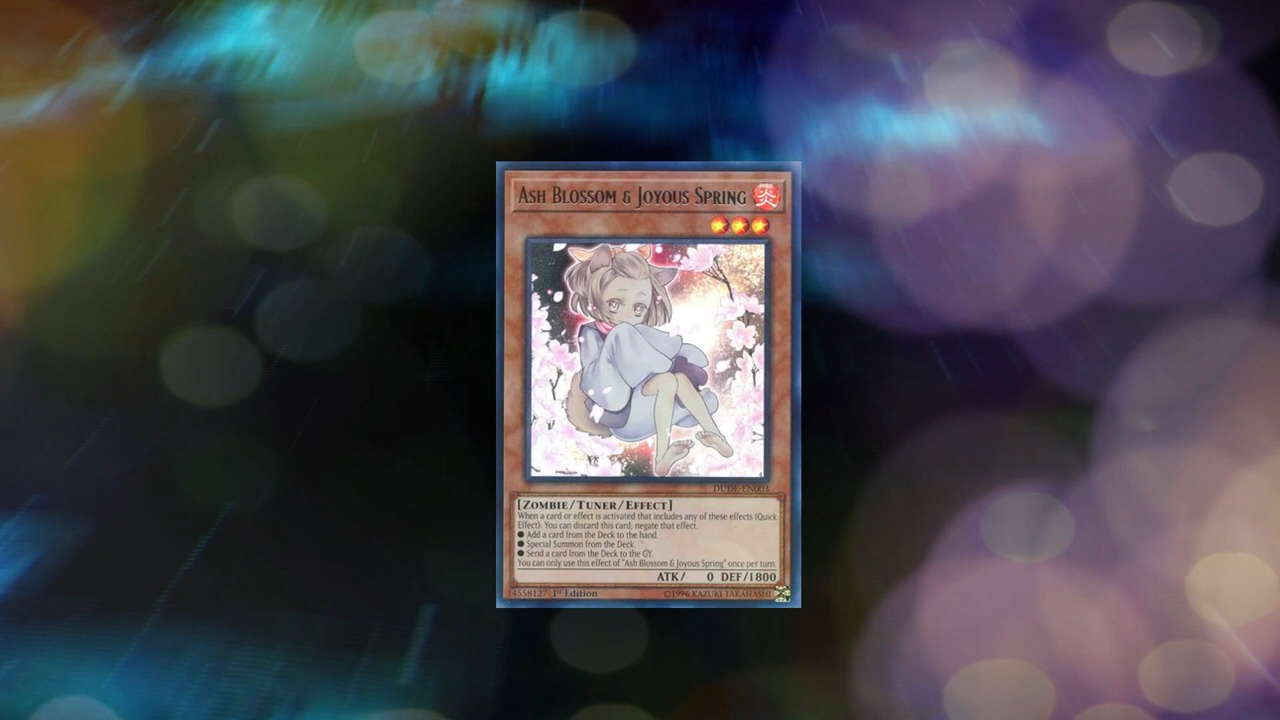 Ash Blossom & Joyous Spring 炎
DUDE-EN003
[Zombie/Tuner/Effect]
When a card or effect is activated that includes any of these effects (Quick
Effect): You can discard this card; negate that effect.
● Add a card from the Deck to the hand.
● Special Summon from the Deck.
● Send a card from the Deck to the GY.
You can only use this effect of "Ash Blossom & Joyous Spring" once per turn.
ATK/ 0 DEF/1800
14558127 1st Edition ©1996 KAZUKI TAKAHASHI